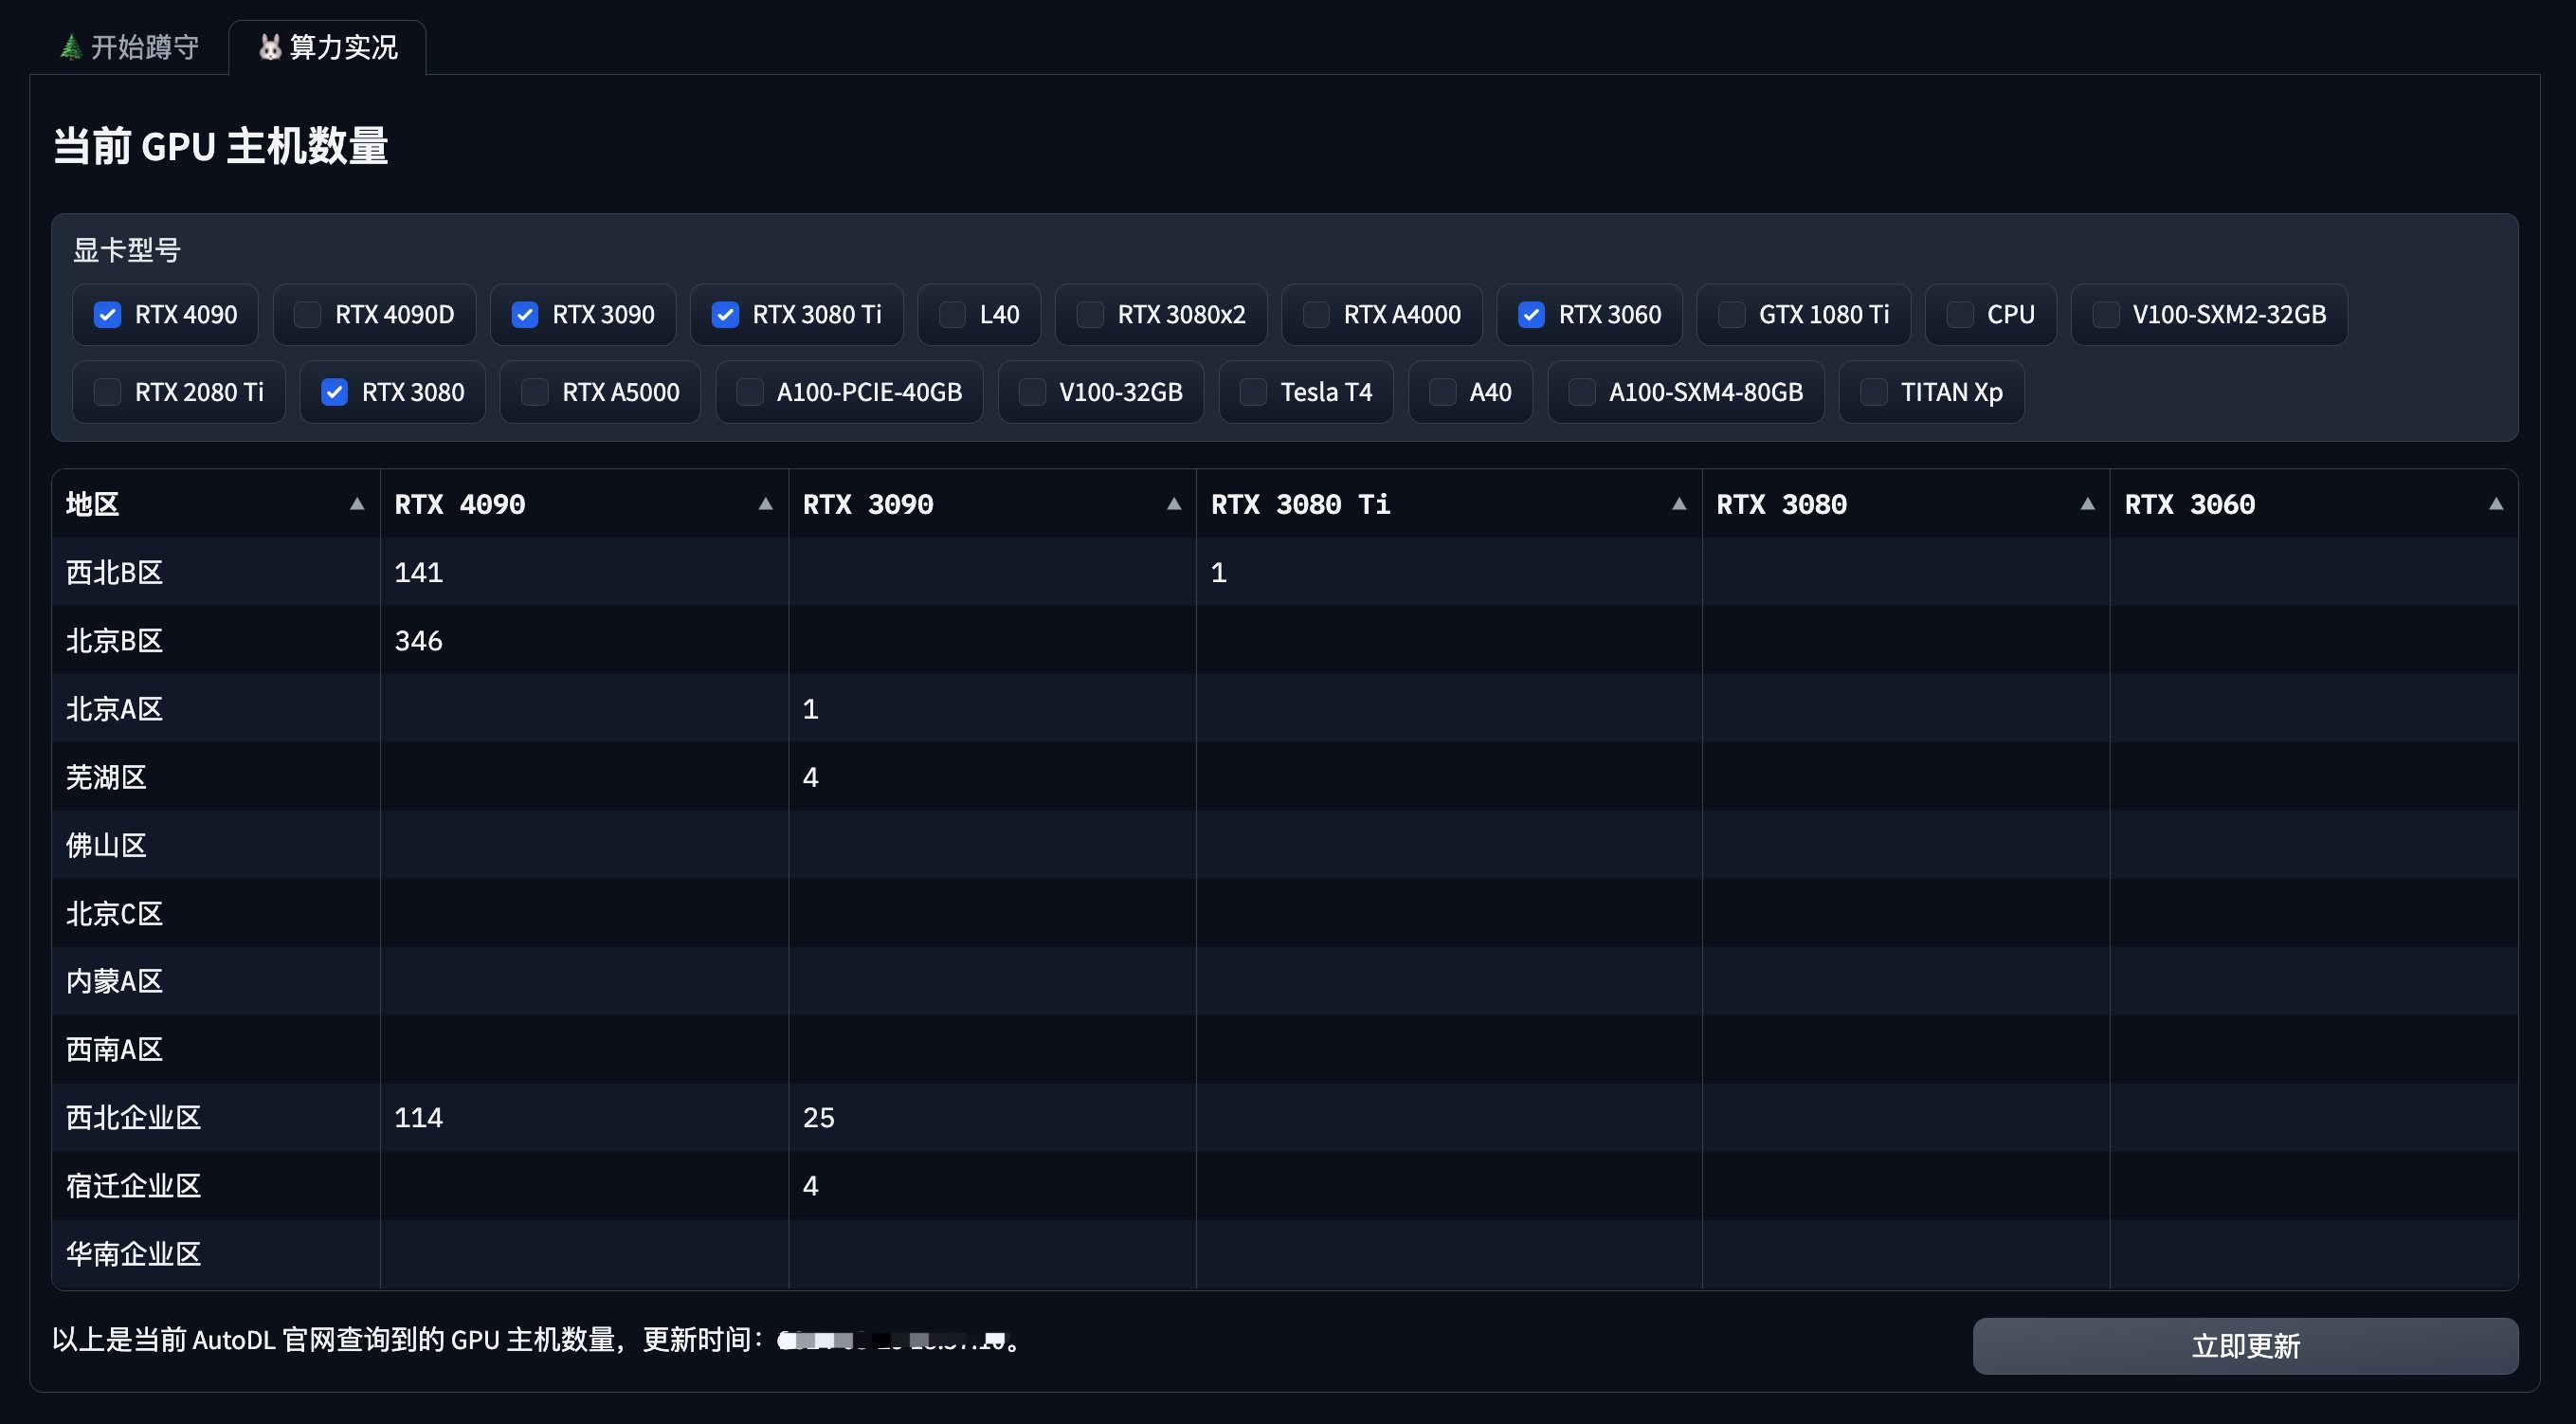 开始蹲守 算力实况
当前 GPU 主机数量
显卡型号
RTX 4090 RTX 4090D RTX 3090 RTX 3080 Ti L40 RTX 3080x2 RTX A4000 RTX 3060 GTX 1080 Ti CPU V100-SXM2-32GB
RTX 2080 Ti RTX 3080 RTX A5000 A100-PCIE-40GB V100-32GB Tesla T4 A40 A100-SXM4-80GB TITAN Xp
地区 RTX 4090 RTX 3090 RTX 3080 Ti RTX 3080 RTX 3060
西北B区 141 1
北京B区 346
北京A区 1
芜湖区 4
佛山区
北京C区
内蒙A区
西南A区
西北企业区 114 25
宿迁企业区 4
华南企业区
以上是当前 AutoDL 官网查询到的 GPU 主机数量，更新时间：
立即更新